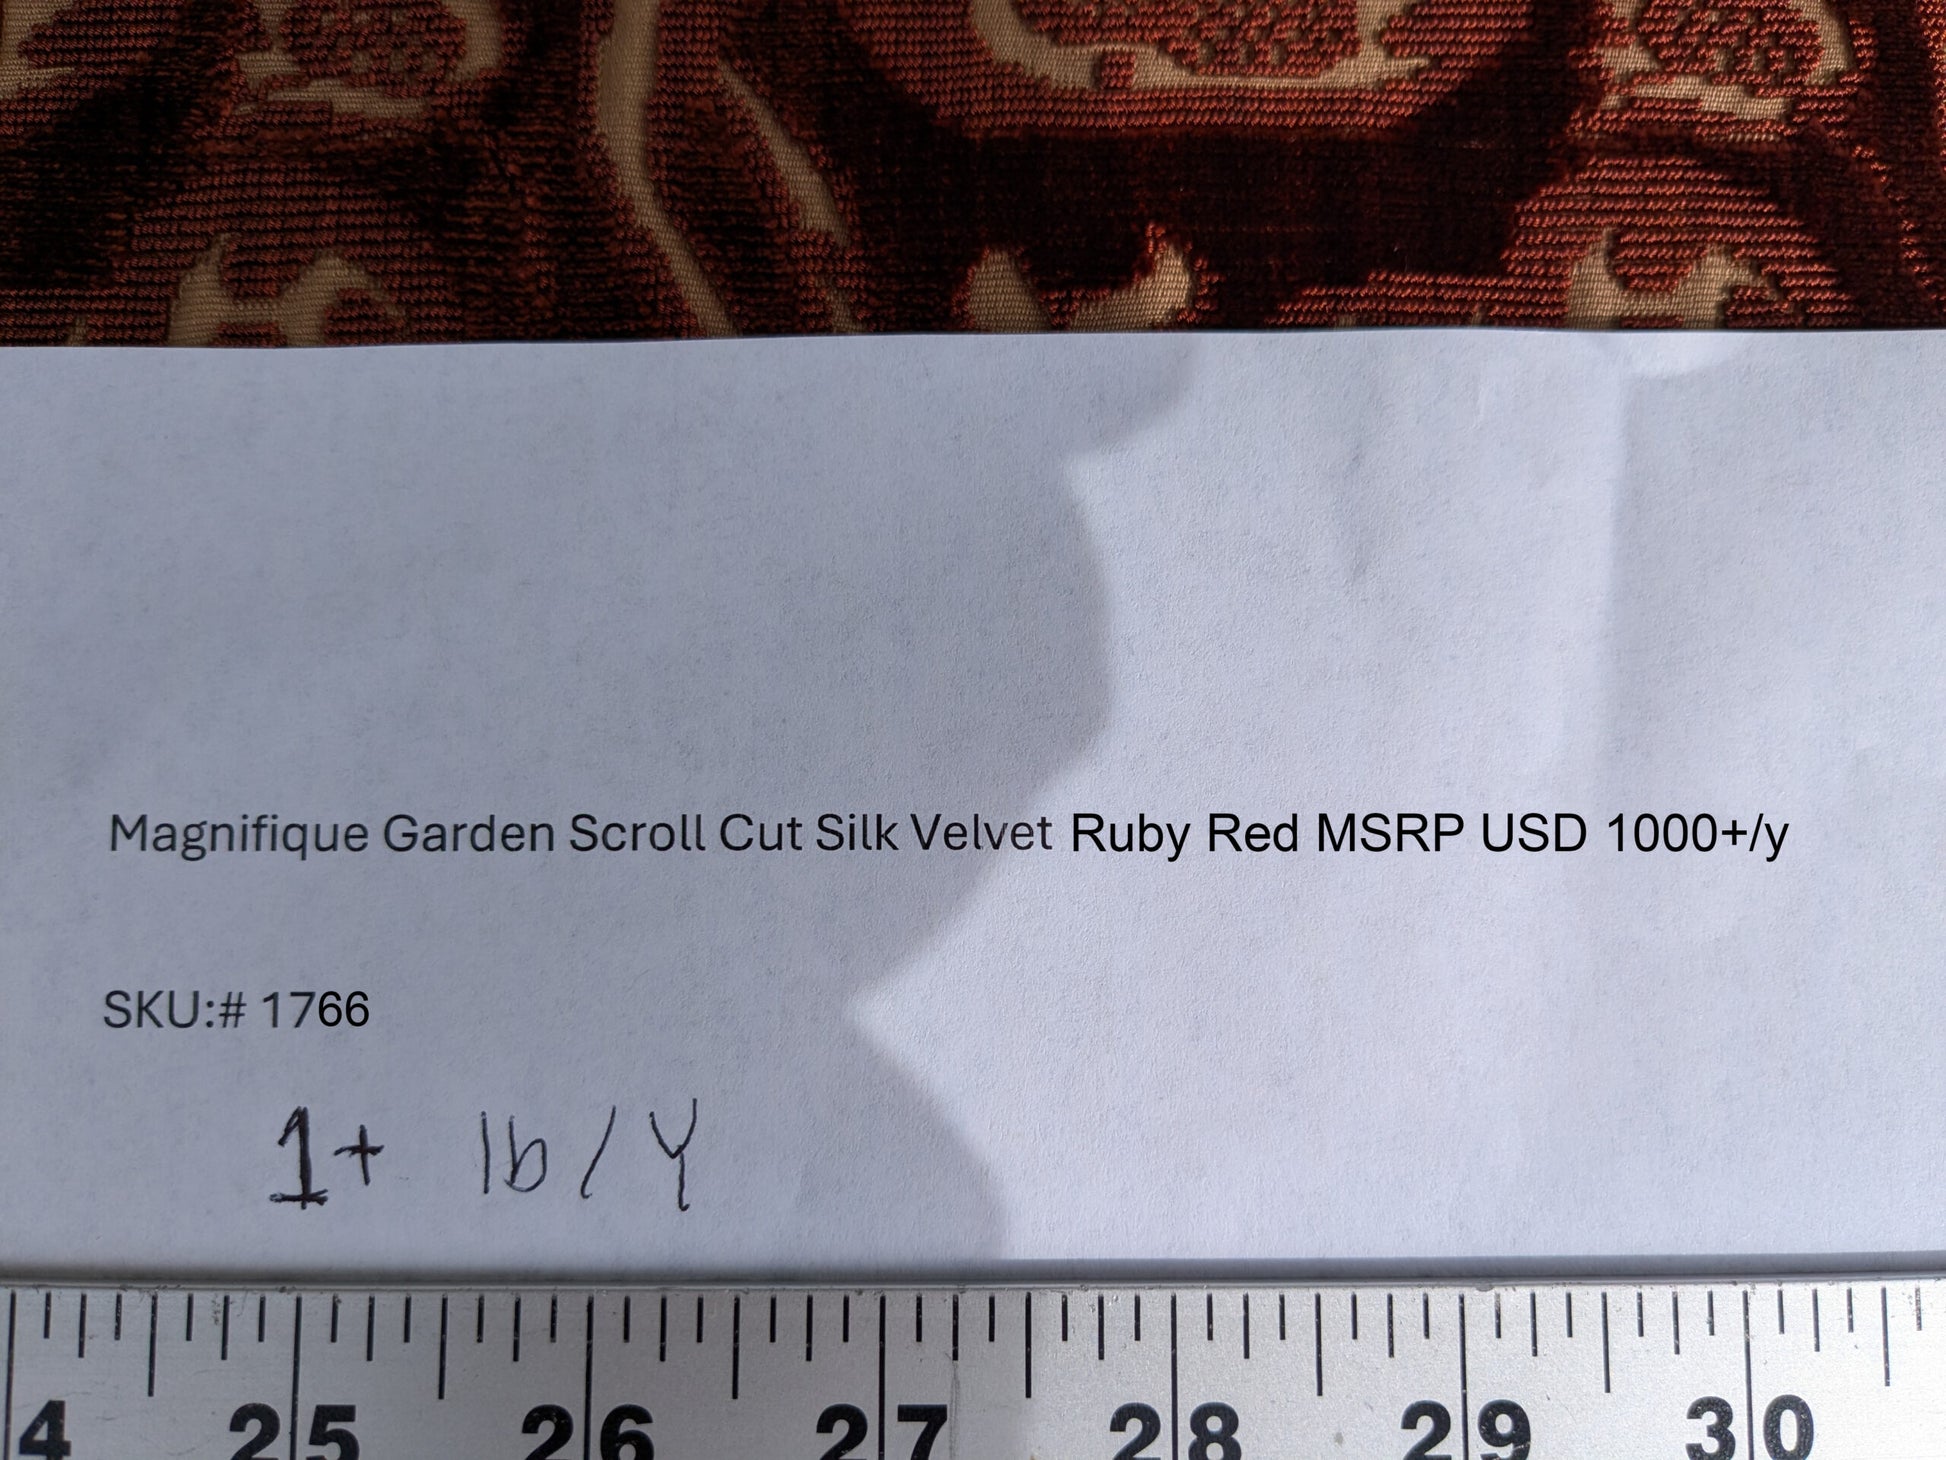 Magnifique Garden Scroll Cut Silk Velvet Ruby Red MSRP USD 1000+/y
SKU:# 1766
1+ lb/Y
4 25 26 27 28 29 30